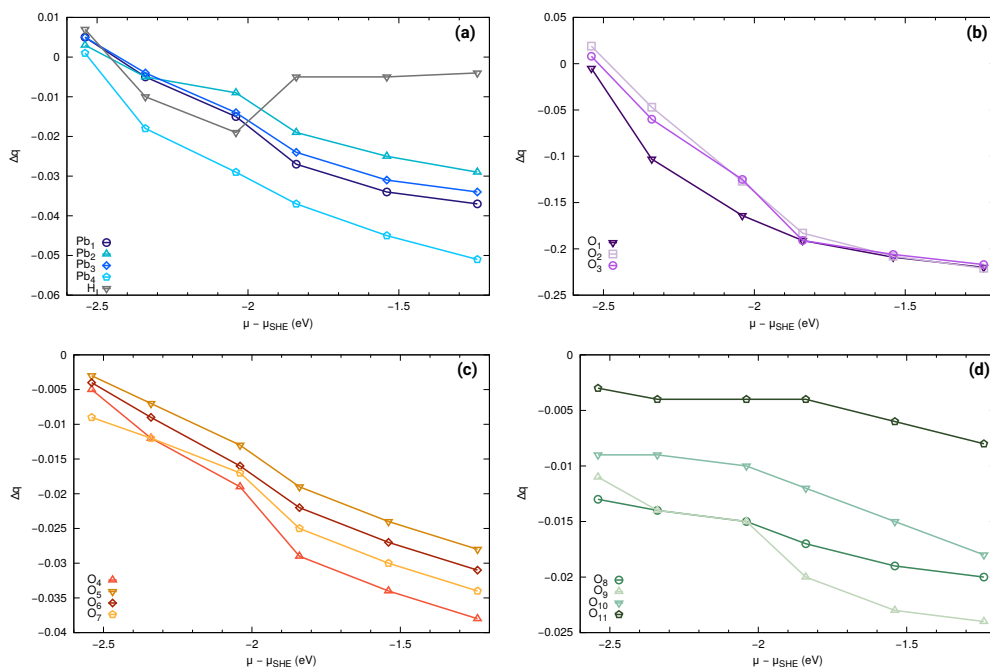 (a)
0.01
0
−0.01
−0.02
−0.03
−0.04
−0.05
−0.06
Δq
Pb1
Pb2
Pb3
Pb4
HI
−2.5
−2
−1.5
μ − μSHE (eV)
(b)
0.05
0
−0.05
−0.1
−0.15
−0.2
−0.25
Δq
O1
O2
O3
−2.5
−2
−1.5
μ − μSHE (eV)
(c)
0
−0.005
−0.01
−0.015
−0.02
−0.025
−0.03
−0.035
−0.04
Δq
O4
O5
O6
O7
−2.5
−2
−1.5
μ − μSHE (eV)
(d)
0
−0.005
−0.01
−0.015
−0.02
−0.025
Δq
O8
O9
O10
O11
−2.5
−2
−1.5
μ − μSHE (eV)